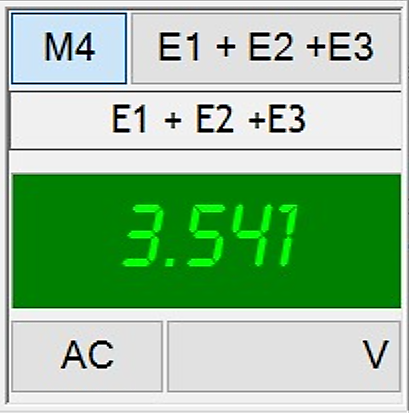 M4 E1 + E2 +E3
E1 + E2 +E3
3.541
AC V